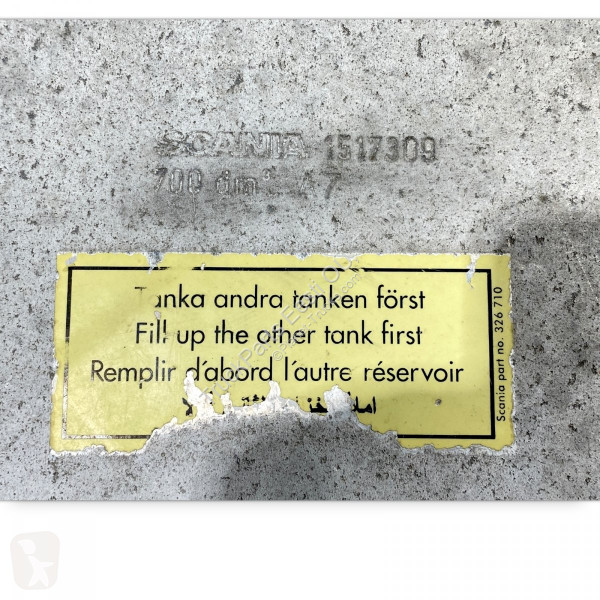 SCANIA 1517309
700 dm³ 47
Tanka andra tanken först
Fill up the other tank first
Remplir d'abord l'autre réservoir
Scania part no. 326 710